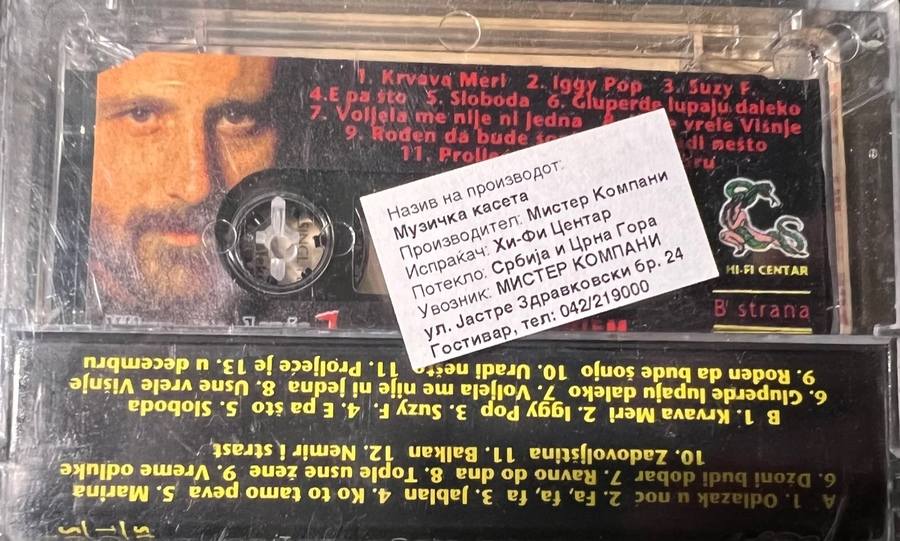 1. Krvava Meri 2. Iggy Pop 3. Suzy F.
4.E pa što 5. Sloboda 6. Gluperde lupaju daleko
7. Voljela me nije ni jedna vrele Višnje
9. Rođen da bude nešto
11. Prolje ru
HI-FI CENTAR
B strana
Назив на производот:
Музичка касета
Производител: Мистер Компани
Испраќач: Хи-Фи Центар
Потекло: Србија и Црна Гора
Увозник: МИСТЕР КОМПАНИ
ул. Јастре Здравковски бр. 24
Гостивар, тел: 042/219000
A 1. Odlazak u noć 2. Fa, fa, fa 3. Jablan 4. Ko to tamo peva 5. Marina
6. Džoni budi dobar 7. Ravno do dna 8. Tople usne žene 9. Vreme odluke
10. Zadovoljština 11. Balkan 12. Nemir i strast
B 1. Krvava Meri 2. Iggy Pop 3. Suzy F. 4. E pa što 5. Sloboda
6. Gluperde lupaju daleko 7. Voljela me nije ni jedna 8. Usne vrele Višnje
9. Rođen da bude šonjo 10. Uradi nešto 11. Proljeće je 13. u decembru